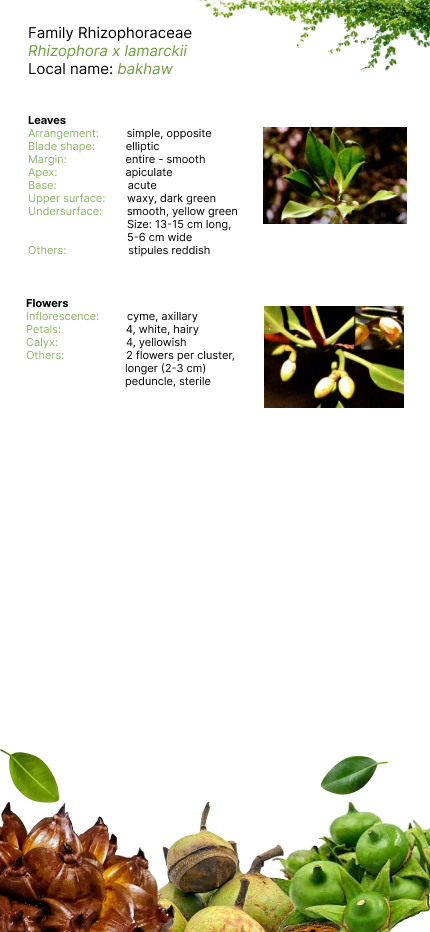 Family Rhizophoraceae
Rhizophora x lamarckii
Local name: bakhaw
Leaves
Arrangement: simple, opposite
Blade shape: elliptic
Margin: entire - smooth
Apex: apiculate
Base: acute
Upper surface: waxy, dark green
Undersurface: smooth, yellow green
Size: 13-15 cm long,
5-6 cm wide
Others: stipules reddish
Flowers
Inflorescence: cyme, axillary
Petals: 4, white, hairy
Calyx: 4, yellowish
Others: 2 flowers per cluster,
longer (2-3 cm)
peduncle, sterile